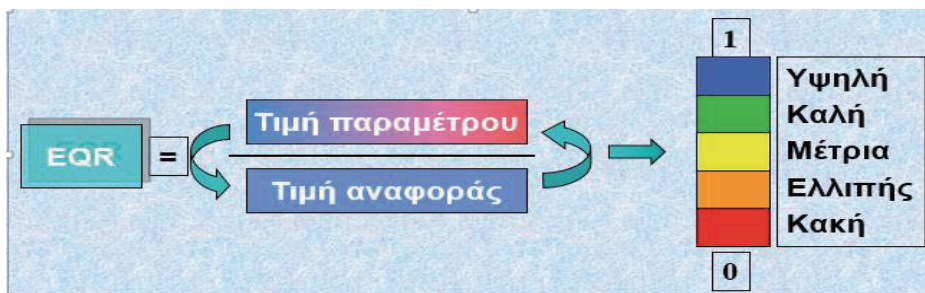 1
Τιμή παραμέτρου
Υψηλή
Καλή
EQR
=
Μέτρια
Τιμή αναφοράς
Ελλιπής
Κακή
0